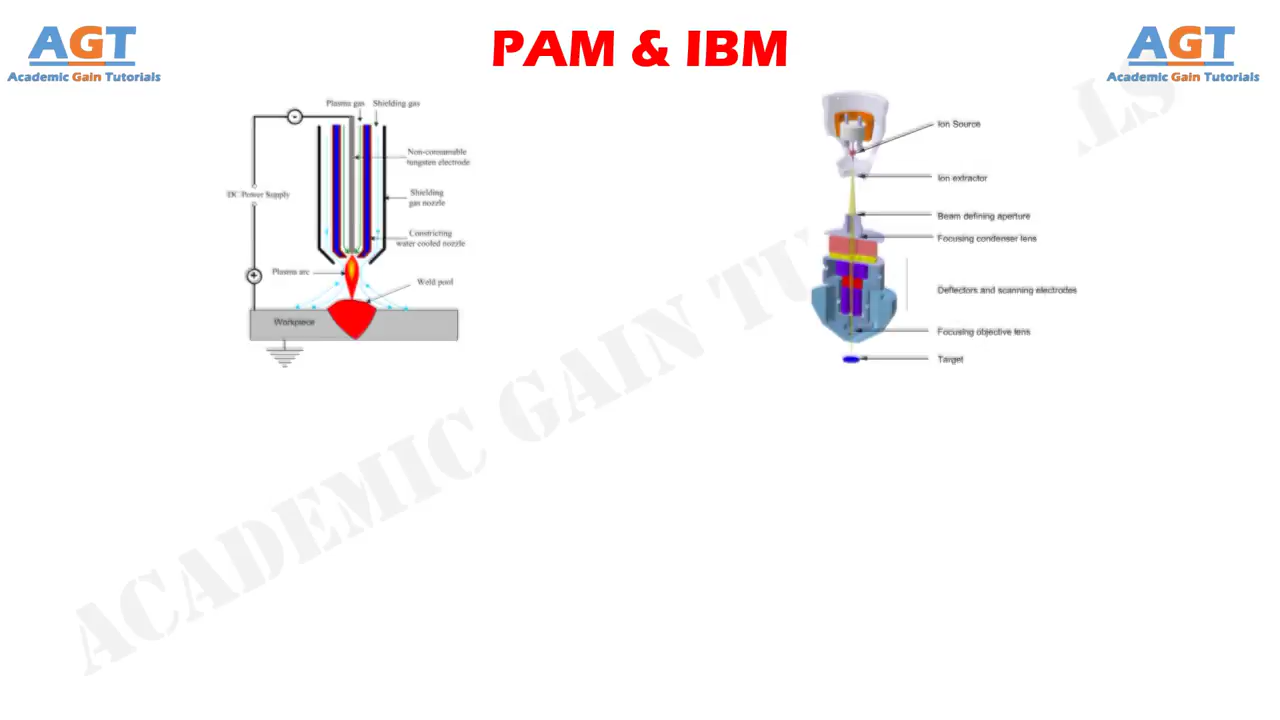 AGT
Academic Gain Tutorials
PAM & IBM
AGT
Academic Gain Tutorials
Plasma gas
Shielding gas
Non-consumable
tungsten electrode
DC Power Supply
Shielding
gas nozzle
Constricting
water cooled nozzle
Plasma arc
Weld pool
Workpiece
-
+
Ion Source
Ion extractor
Beam defining aperture
Focusing condenser lens
Deflectors and scanning electrodes
Focusing objective lens
Target
ACADEMIC GAIN TUTORIALS